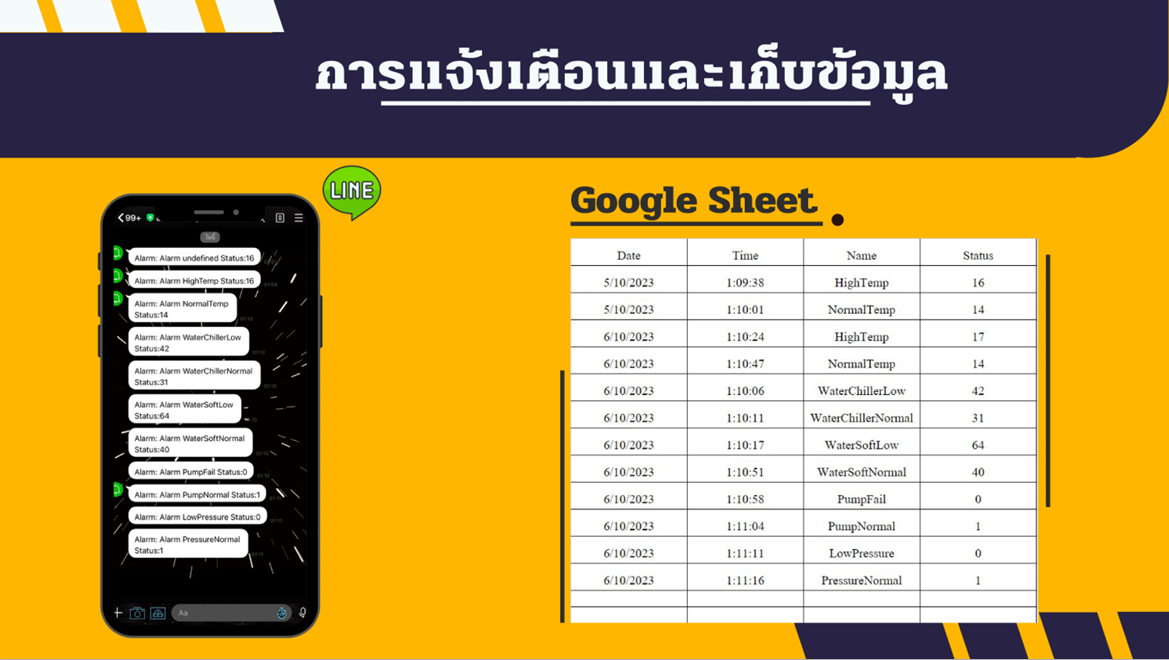 การแจ้งเตือนและเก็บข้อมูล
LINE
99+
Alarm: Alarm undefined Status:16
Alarm: Alarm HighTemp Status:16
Alarm: Alarm NormalTemp
Status:14
Alarm: Alarm WaterChillerLow
Status:42
Alarm: Alarm WaterChillerNormal
Status:31
Alarm: Alarm WaterSoftLow
Status:64
Alarm: Alarm WaterSoftNormal
Status:40
Alarm: Alarm PumpFail Status:0
Alarm: Alarm PumpNormal Status:1
Alarm: Alarm LowPressure Status:0
Alarm: Alarm PressureNormal
Status:1
Aa
Google Sheet
Date Time Name Status
5/10/2023 1:09:38 HighTemp 16
5/10/2023 1:10:01 NormalTemp 14
6/10/2023 1:10:24 HighTemp 17
6/10/2023 1:10:47 NormalTemp 14
6/10/2023 1:10:06 WaterChillerLow 42
6/10/2023 1:10:11 WaterChillerNormal 31
6/10/2023 1:10:17 WaterSoftLow 64
6/10/2023 1:10:51 WaterSoftNormal 40
6/10/2023 1:10:58 PumpFail 0
6/10/2023 1:11:04 PumpNormal 1
6/10/2023 1:11:11 LowPressure 0
6/10/2023 1:11:16 PressureNormal 1